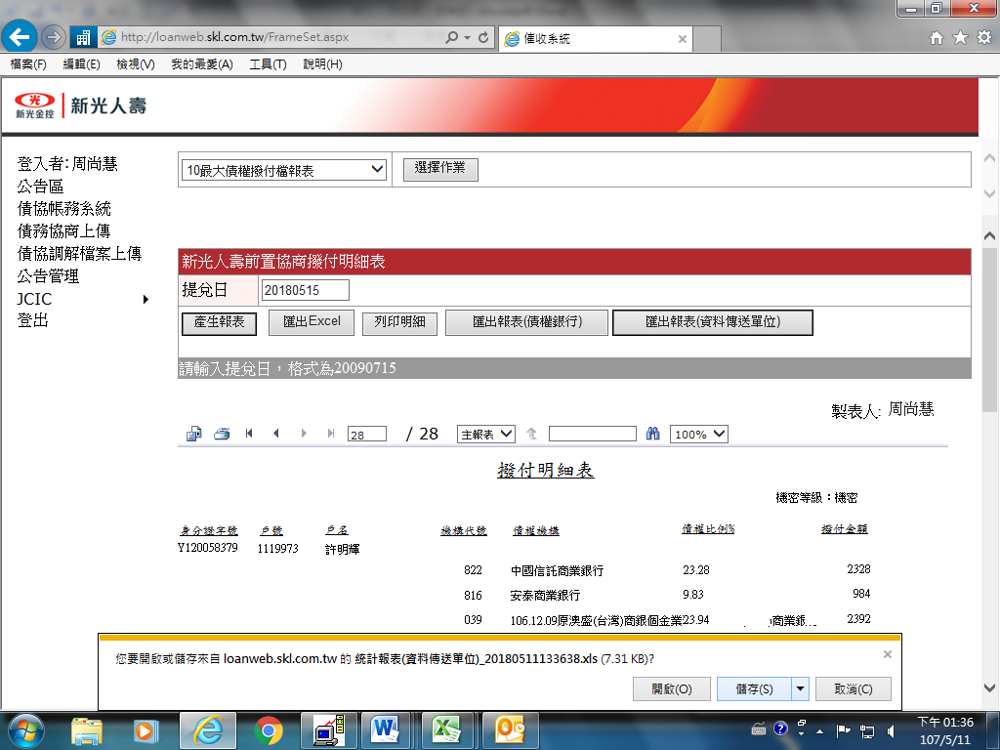 http://loanweb.skl.com.tw/FrameSet.aspx
催收系統
檔案(F) 編輯(E) 檢視(V) 我的最愛(A) 工具(T) 說明(H)
新光金控 新光人壽
登入者: 周尚慧
公告區
債協帳務系統
債務協商上傳
債協調解檔案上傳
公告管理
JCIC
登出
10最大債權撥付檔報表 選擇作業
新光人壽前置協商撥付明細表
提兌日 20180515
產生報表 匯出Excel 列印明細 匯出報表(債權銀行) 匯出報表(資料傳送單位)
請輸入提兌日，格式為20090715
製表人: 周尚慧
28 / 28 主報表 100%
撥付明細表
機密等級：機密
身分證字號 戶號 戶名 機構代號 債權機構 債權比例% 撥付金額
Y120058379 1119973 許明輝
822 中國信託商業銀行 23.28 2328
816 安泰商業銀行 9.83 984
039 106.12.09原澳盛(台灣)商銀個金業23.94 商業銀... 2392
您要開啟或儲存來自 loanweb.skl.com.tw 的 統計報表(資料傳送單位)_20180511133638.xls (7.31 KB)?
開啟(O) 儲存(S) 取消(C)
下午 01:36
107/5/11